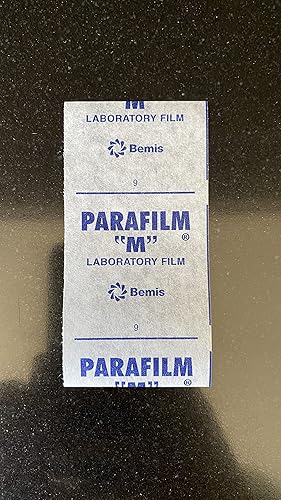 "M"
LABORATORY FILM
Bemis
9
PARAFILM
"M" ®
LABORATORY FILM
Bemis
9
PARAFILM
"M" ®